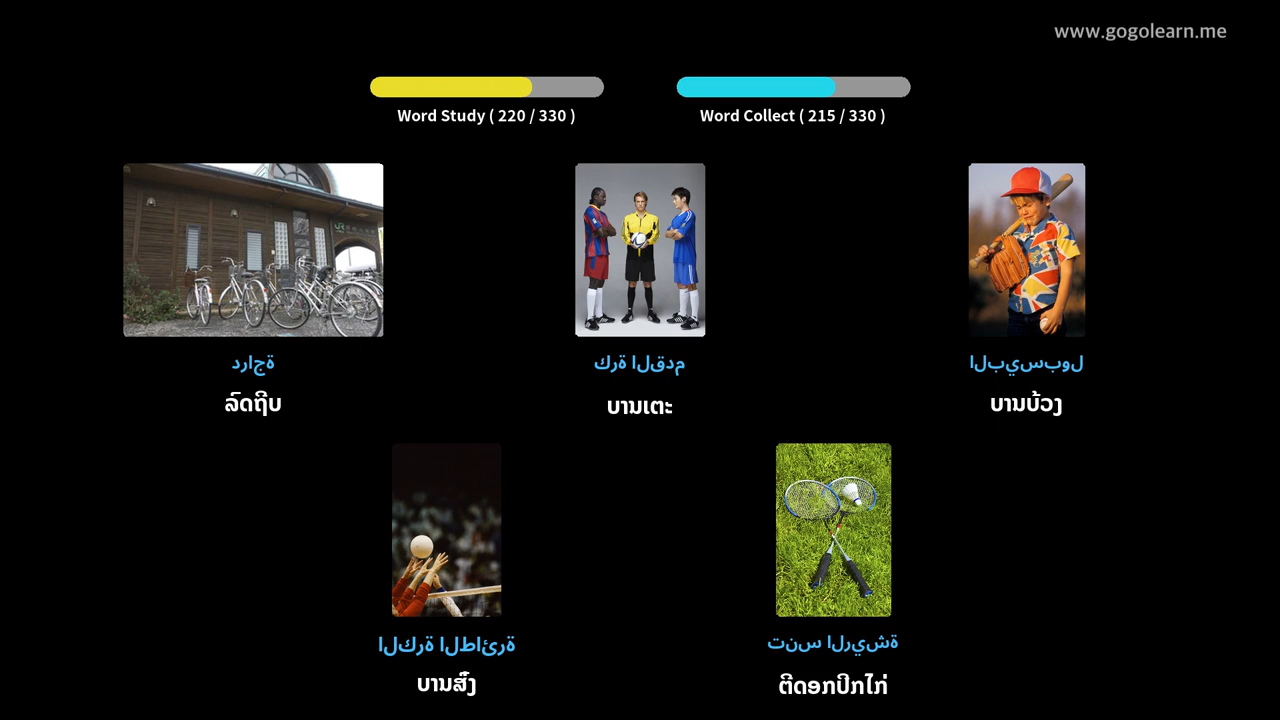 www.gogolearn.me
Word Study ( 220 / 330 )
Word Collect ( 215 / 330 )
JR
دراجة
كرة القدم
البيسبول
ລົດຖີບ
ບານເຕະ
ບານບ້ວງ
الكرة الطائرة
تنس الريشة
ບານສົ່ງ
ຕີດອກປີກໄກ່